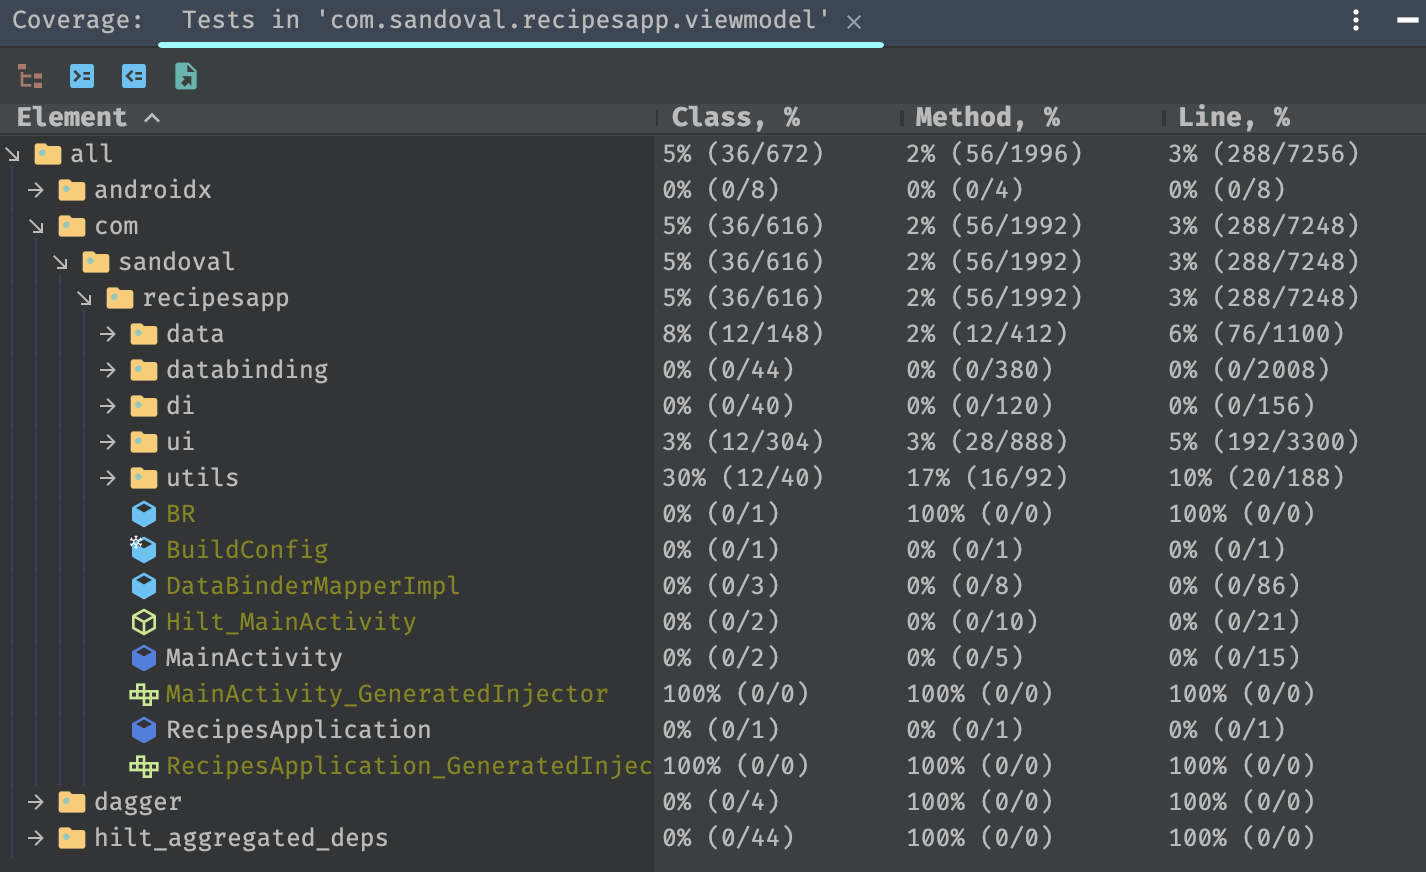 Coverage: Tests in 'com.sandoval.recipesapp.viewmodel' ×
Element Class, % Method, % Line, %
all 5% (36/672) 2% (56/1996) 3% (288/7256)
androidx 0% (0/8) 0% (0/4) 0% (0/8)
com 5% (36/616) 2% (56/1992) 3% (288/7248)
sandoval 5% (36/616) 2% (56/1992) 3% (288/7248)
recipesapp 5% (36/616) 2% (56/1992) 3% (288/7248)
data 8% (12/148) 2% (12/412) 6% (76/1100)
databinding 0% (0/44) 0% (0/380) 0% (0/2008)
di 0% (0/40) 0% (0/120) 0% (0/156)
ui 3% (12/304) 3% (28/888) 5% (192/3300)
utils 30% (12/40) 17% (16/92) 10% (20/188)
BR 0% (0/1) 100% (0/0) 100% (0/0)
BuildConfig 0% (0/1) 0% (0/1) 0% (0/1)
DataBinderMapperImpl 0% (0/3) 0% (0/8) 0% (0/86)
Hilt_MainActivity 0% (0/2) 0% (0/10) 0% (0/21)
MainActivity 0% (0/2) 0% (0/5) 0% (0/15)
MainActivity_GeneratedInjector 100% (0/0) 100% (0/0) 100% (0/0)
RecipesApplication 0% (0/1) 0% (0/1) 0% (0/1)
RecipesApplication_GeneratedInjec 100% (0/0) 100% (0/0) 100% (0/0)
dagger 0% (0/4) 100% (0/0) 100% (0/0)
hilt_aggregated_deps 0% (0/44) 100% (0/0) 100% (0/0)